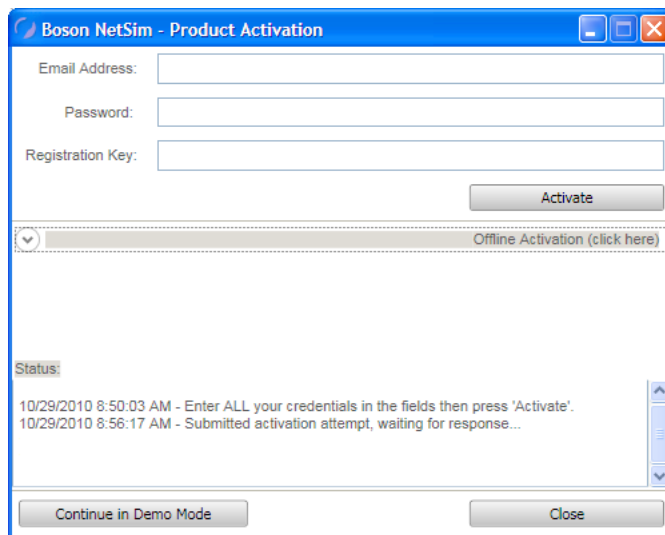 Boson NetSim - Product Activation
Email Address:
Password:
Registration Key:
Activate
Offline Activation (click here)
Status:
10/29/2010 8:50:03 AM - Enter ALL your credentials in the fields then press 'Activate'.
10/29/2010 8:56:17 AM - Submitted activation attempt, waiting for response...
Continue in Demo Mode
Close